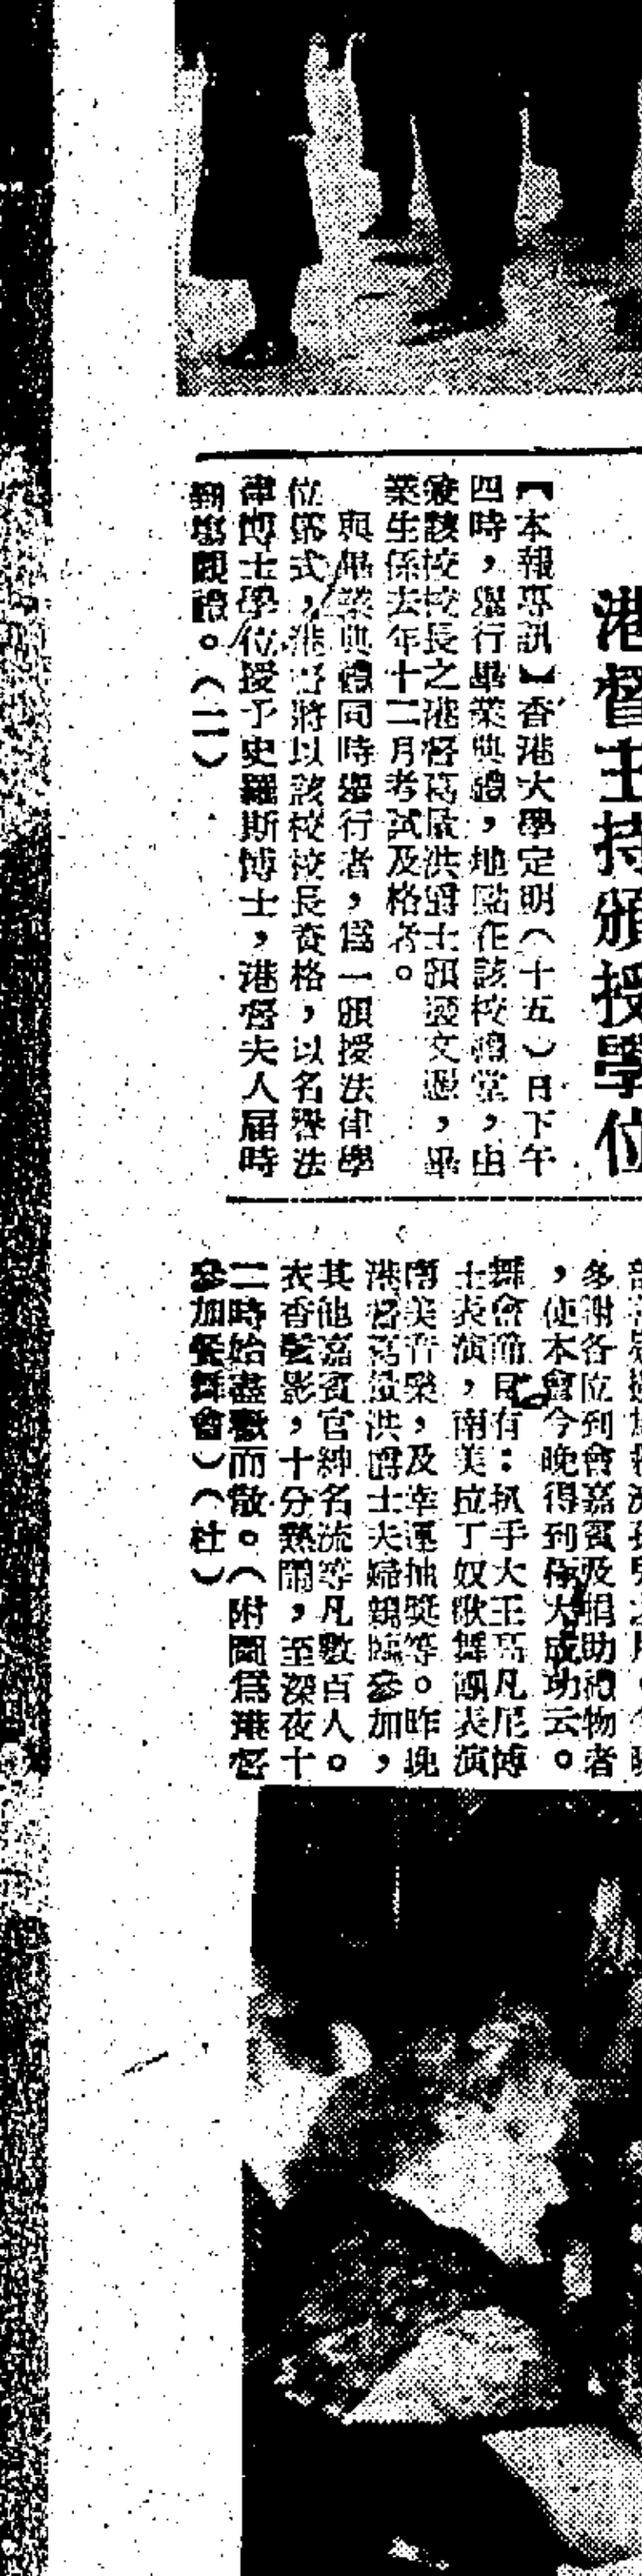 港督主持頒授學位
【本報專訊】香港大學定明（十五）日下午
四時，舉行畢業典禮，地點在該校禮堂，由
兼該校校長之港督葛量洪爵士頒發文憑，畢
業生係去年十二月考試及格者。
與畢業典禮同時舉行者，爲一頒授法律學
位儀式，港督將以該校校長資格，以名譽法
律博士學位授予史羅斯博士，港督夫人屆時
到塲觀禮。（二）
多謝各位到會嘉賓及捐助禮物者
，使本會今晚得到偉大成功云。
舞會節目有：扒手大王馬凡尼博
士表演，南美拉丁奴歌舞團表演
南美音樂，及幸運抽獎等。昨晚
港督葛量洪爵士夫婦親臨參加，
其他嘉賓官紳名流等凡數百人。
衣香鬢影，十分熱鬧，至深夜十
二時始盡歡而散。（附圖爲港督
參加餐舞會）（杜）